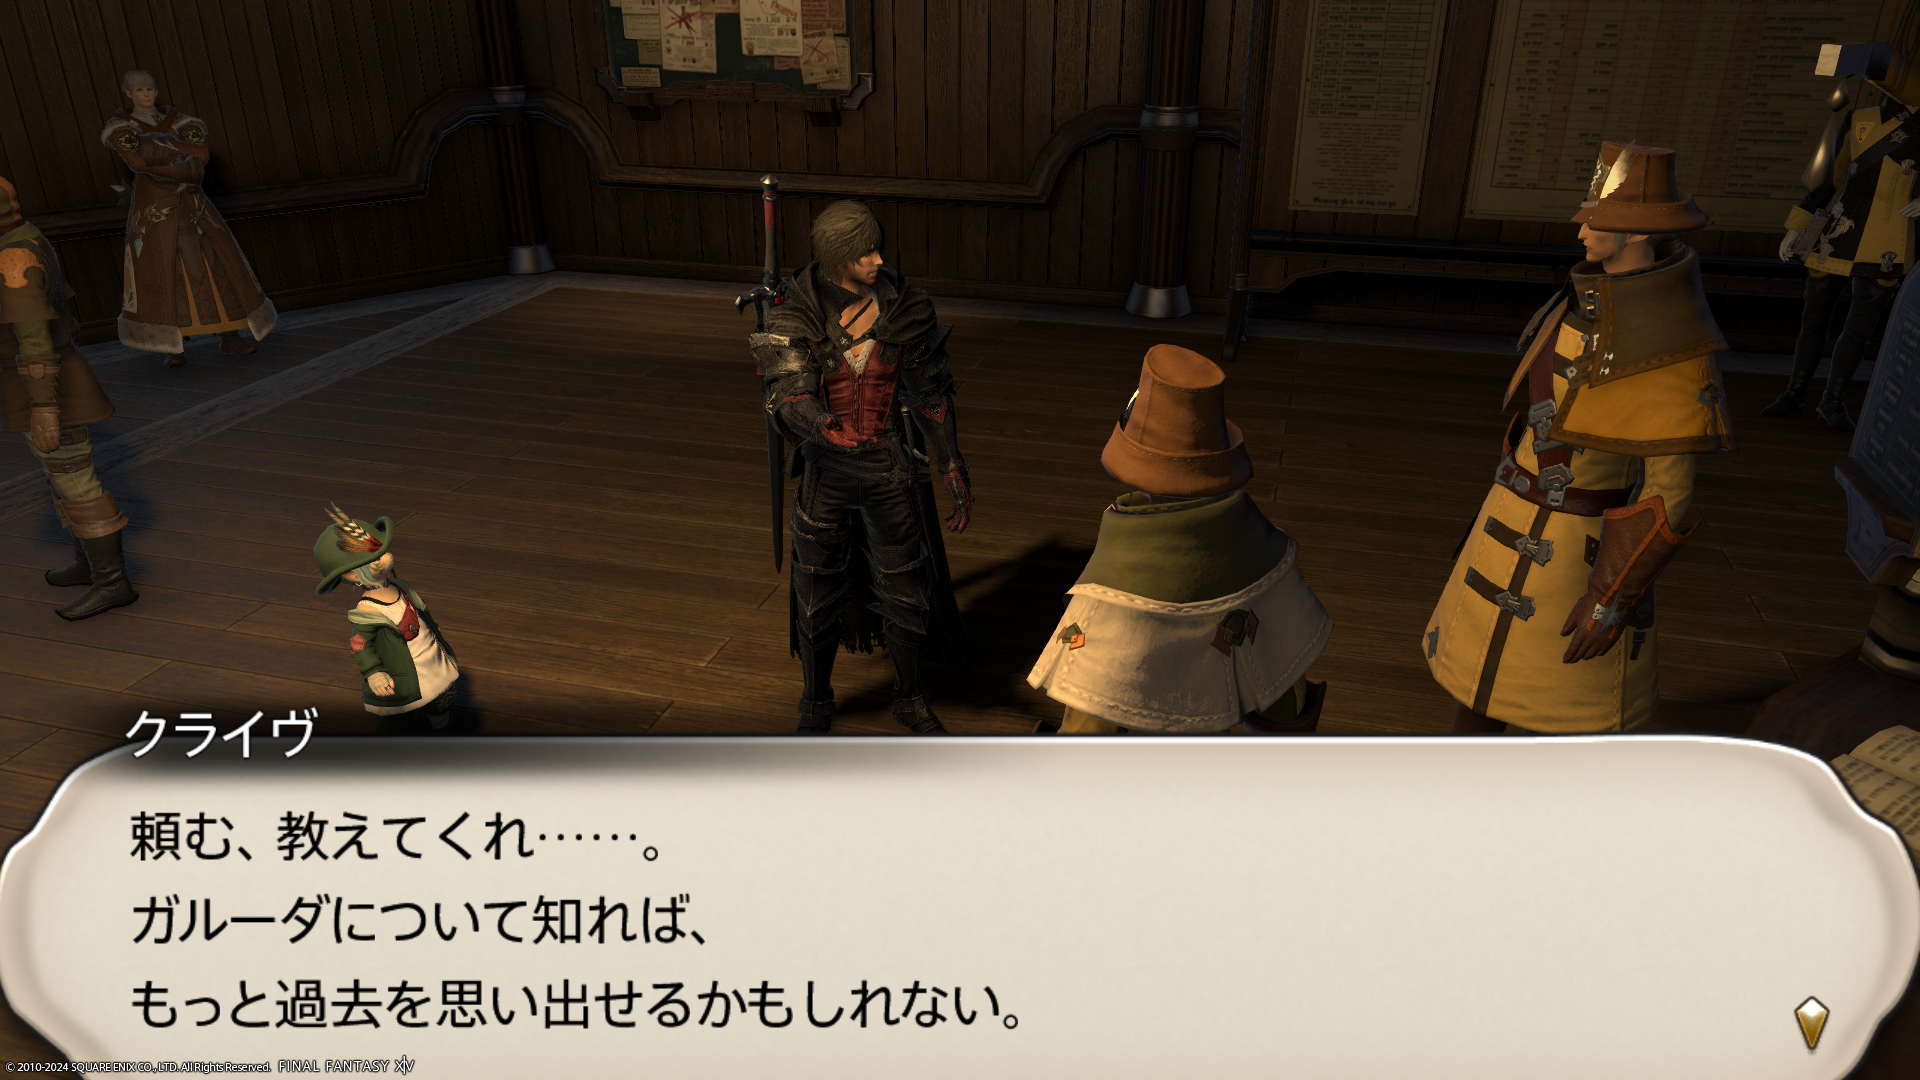 クライヴ
頼む、教えてくれ……。
ガルーダについて知れば、
もっと過去を思い出せるかもしれない。
© 2010-2024 SQUARE ENIX CO., LTD. All Rights Reserved. FINAL FANTASY XIV